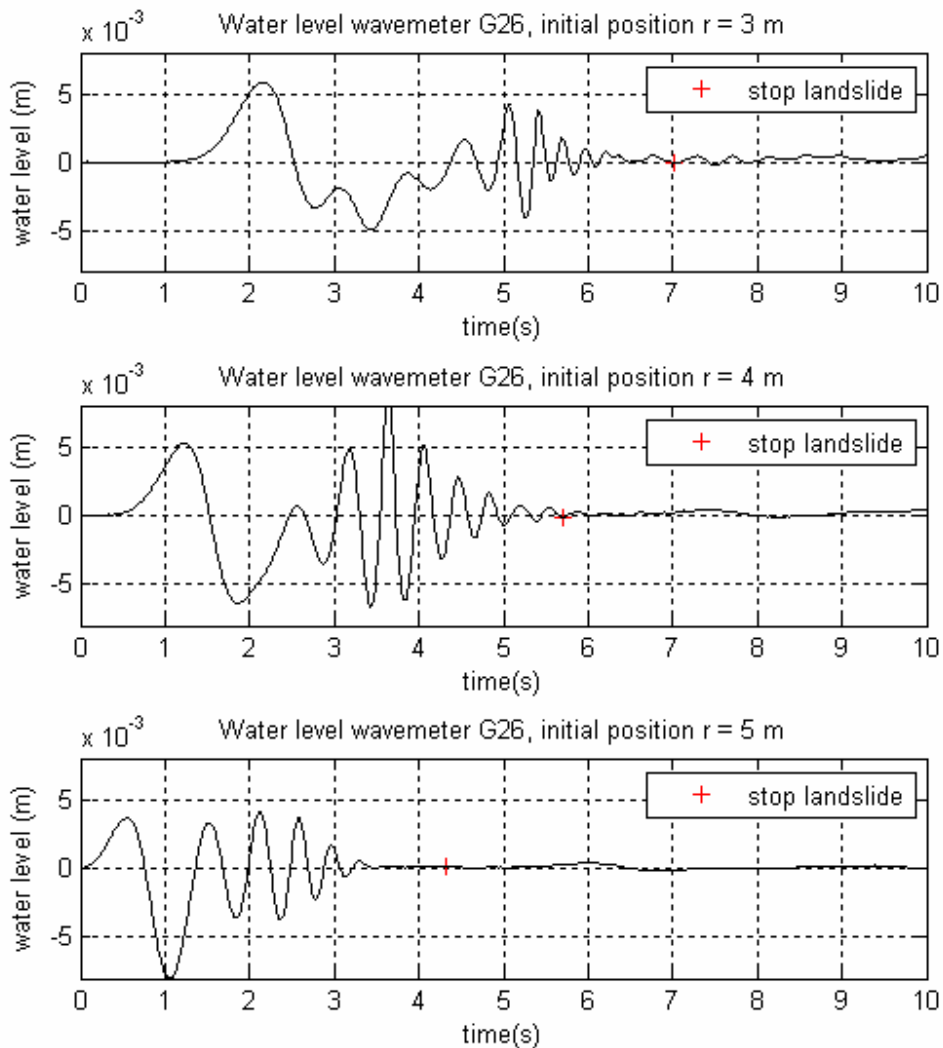 x 10-3 Water level wavemeter G26, initial position r = 3 m
water level (m)
5
0
-5
stop landslide
0 1 2 3 4 5 6 7 8 9 10
time(s)
x 10-3 Water level wavemeter G26, initial position r = 4 m
water level (m)
5
0
-5
stop landslide
0 1 2 3 4 5 6 7 8 9 10
time(s)
x 10-3 Water level wavemeter G26, initial position r = 5 m
water level (m)
5
0
-5
stop landslide
0 1 2 3 4 5 6 7 8 9 10
time(s)